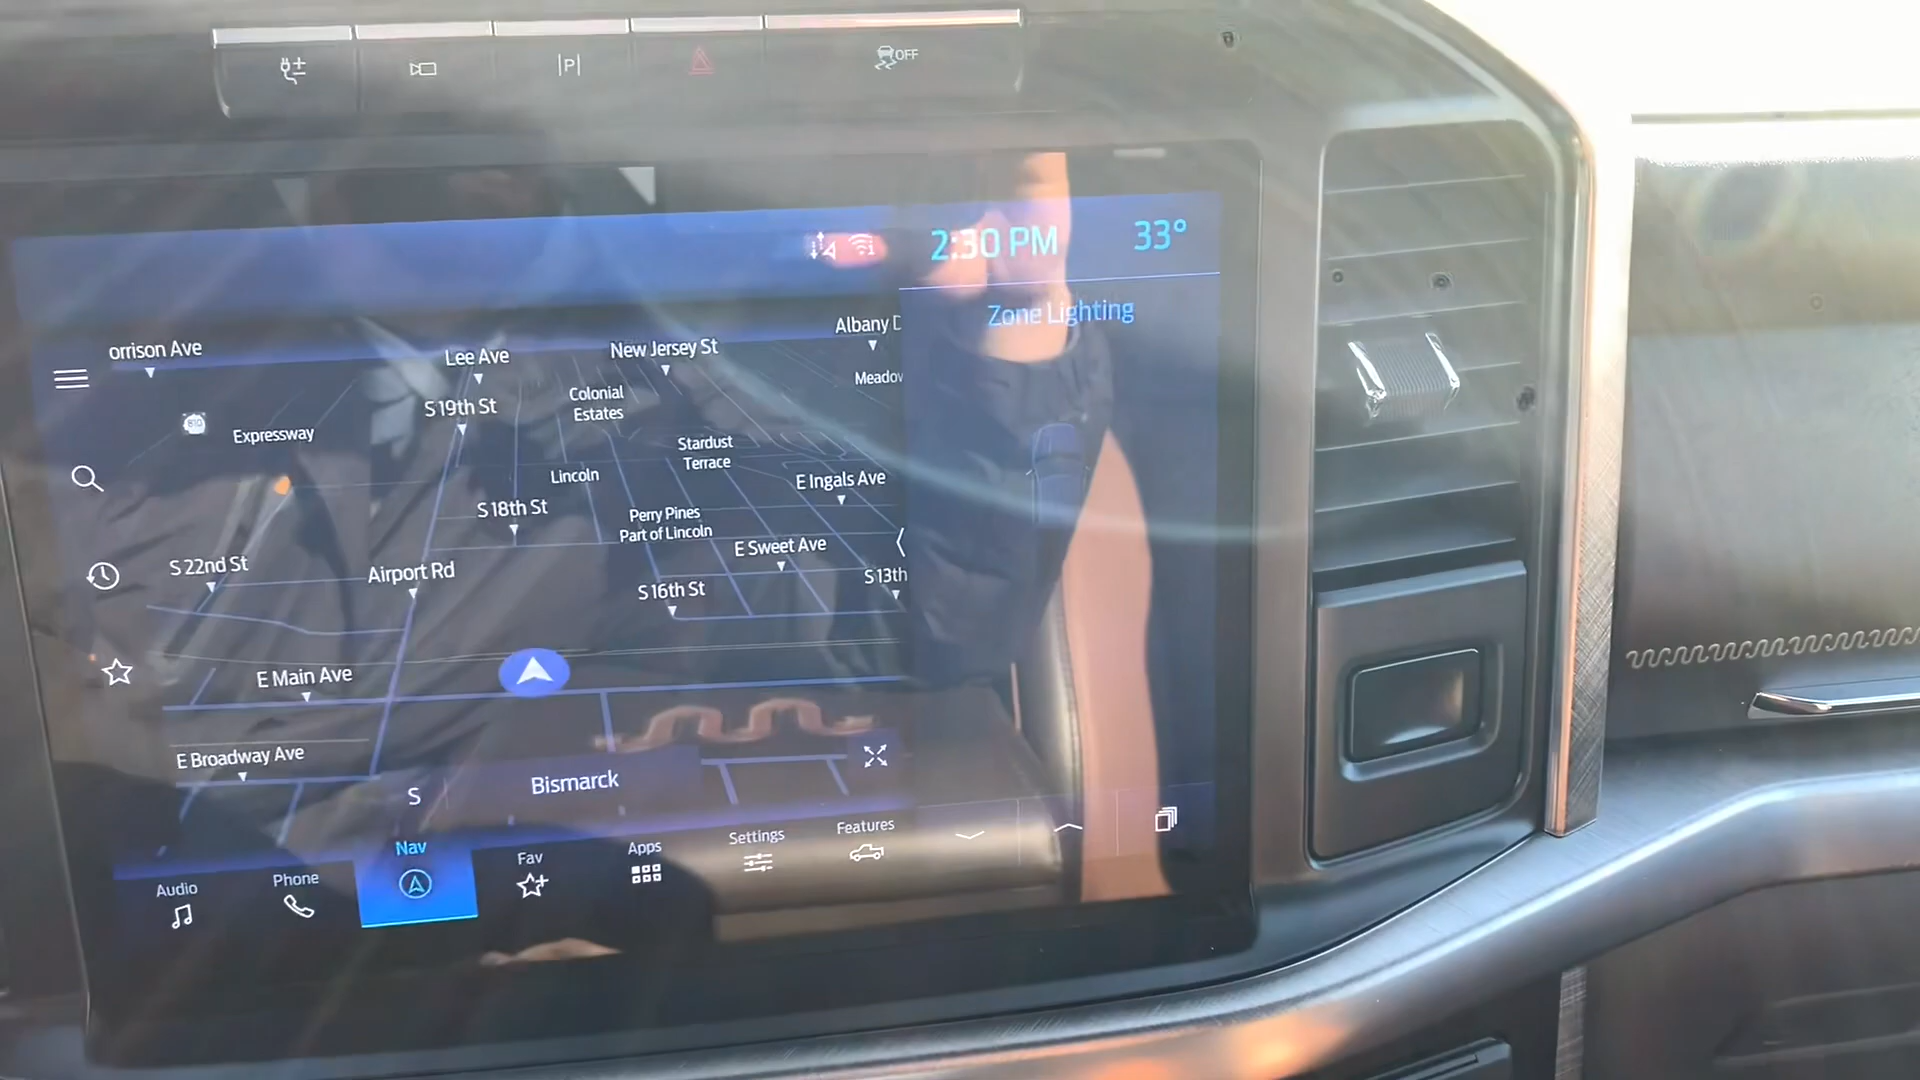 |P|
OFF
2:30 PM
33°
Zone Lighting
orrison Ave
Lee Ave
New Jersey St
Albany D
Meadov
S 19th St
Colonial
Estates
810
Expressway
Stardust
Terrace
Lincoln
E Ingals Ave
S 18th St
Perry Pines
Part of Lincoln
E Sweet Ave
S 22nd St
Airport Rd
S 16th St
S 13th
E Main Ave
E Broadway Ave
S
Bismarck
Audio
Phone
Nav
Fav
Apps
Settings
Features